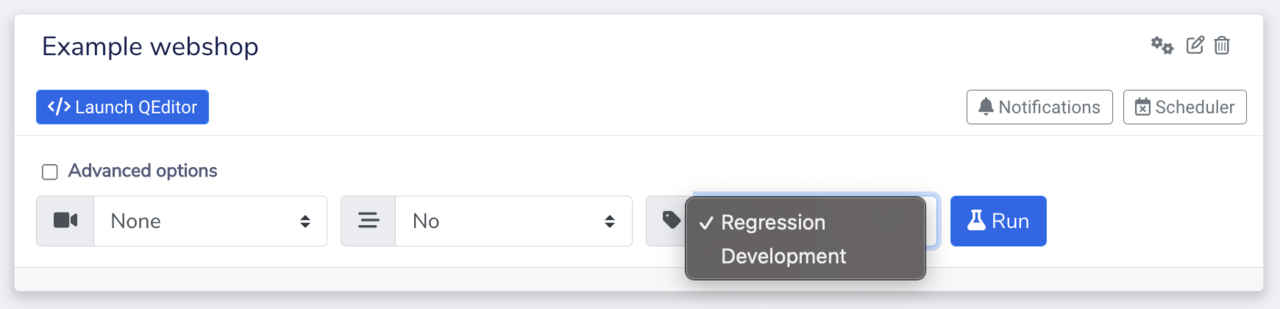 Example webshop
</> Launch QEditor
Notifications
Scheduler
Advanced options
None
No
✓ Regression
Development
Run